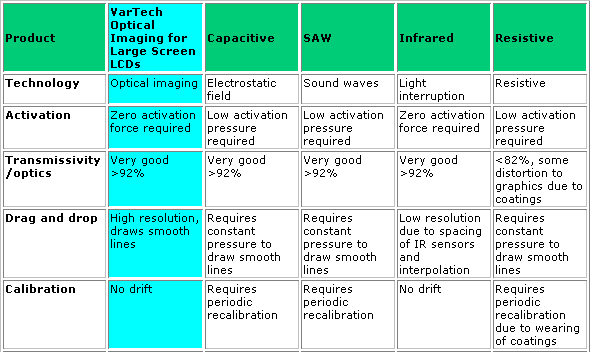 Product
VarTech
Optical
Imaging for
Large Screen
LCDs
Capacitive
SAW
Infrared
Resistive
Technology
Optical imaging
Electrostatic
field
Sound waves
Light
interruption
Resistive
Activation
Zero activation
force required
Low activation
pressure
required
Low activation
pressure
required
Zero activation
force required
Low activation
pressure
required
Transmissivity
/optics
Very good
>92%
Very good
>92%
Very good
>92%
Very good
>92%
<82%, some
distortion to
graphics due to
coatings
Drag and drop
High resolution,
draws smooth
lines
Requires
constant
pressure to
draw smooth
lines
Requires
constant
pressure to
draw smooth
lines
Low resolution
due to spacing
of IR sensors
and
interpolation
Requires
constant
pressure to
draw smooth
lines
Calibration
No drift
Requires
periodic
recalibration
Requires
periodic
recalibration
No drift
Requires
periodic
recalibration
due to wearing
of coatings